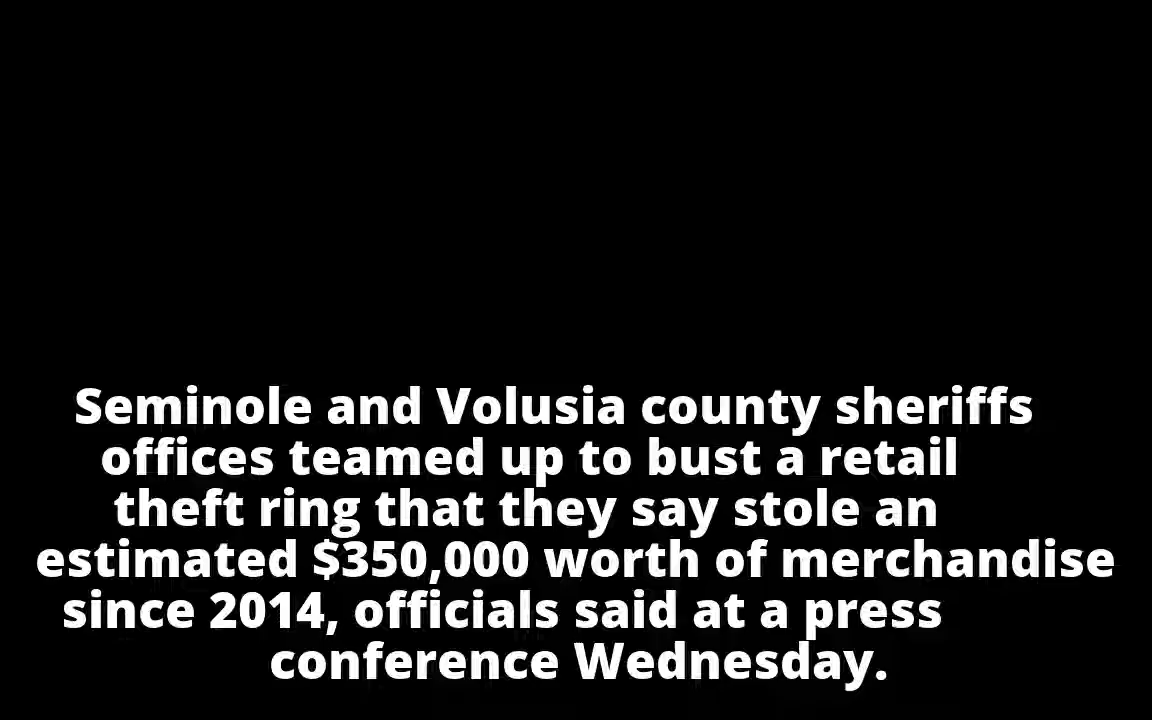 Seminole and Volusia county sheriffs
offices teamed up to bust a retail
theft ring that they say stole an
estimated $350,000 worth of merchandise
since 2014, officials said at a press
conference Wednesday.